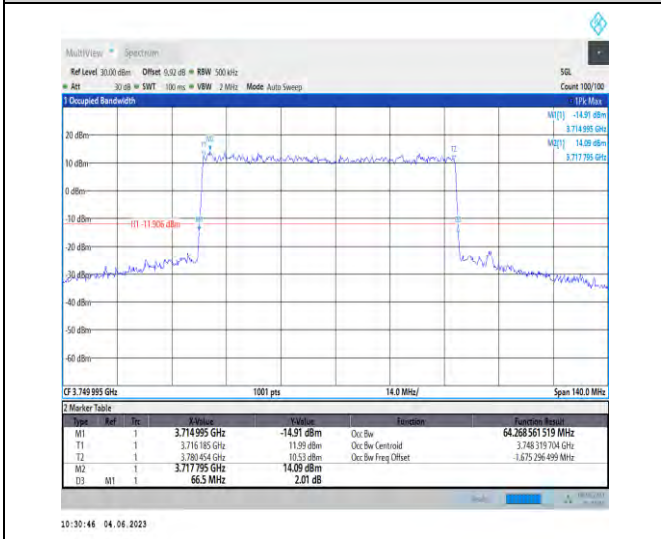 MultiView Spectrum
Ref Level 30.00 dBm Offset 9.92 dB RBW 500 kHz SGL
Att 30 dB SWT 100 ms VBW 2 MHz Mode Auto Sweep Count 100/100
1 Occupied Bandwidth 1Pk Max
M1[1] -14.91 dBm
3.714 995 GHz
M2[1] 14.09 dBm
3.717 795 GHz
20 dBm
10 dBm
0 dBm
-10 dBm
H1 -11.906 dBm
-20 dBm
-30 dBm
-40 dBm
-50 dBm
-60 dBm
T1
M2
T2
CF 3.749 995 GHz 1001 pts 14.0 MHz/ Span 140.0 MHz
2 Marker Table
Type Ref Trc X-Value Y-Value Function Function Result
M1 1 3.714 995 GHz -14.91 dBm Occ Bw 64.268 561 519 MHz
T1 1 3.716 185 GHz 11.99 dBm Occ Bw Centroid 3.748 319 704 GHz
T2 1 3.780 454 GHz 10.53 dBm Occ Bw Freq Offset -1.675 296 499 MHz
M2 1 3.717 795 GHz 14.09 dBm
D3 M1 1 66.5 MHz 2.01 dB
10:30:46 04.06.2023